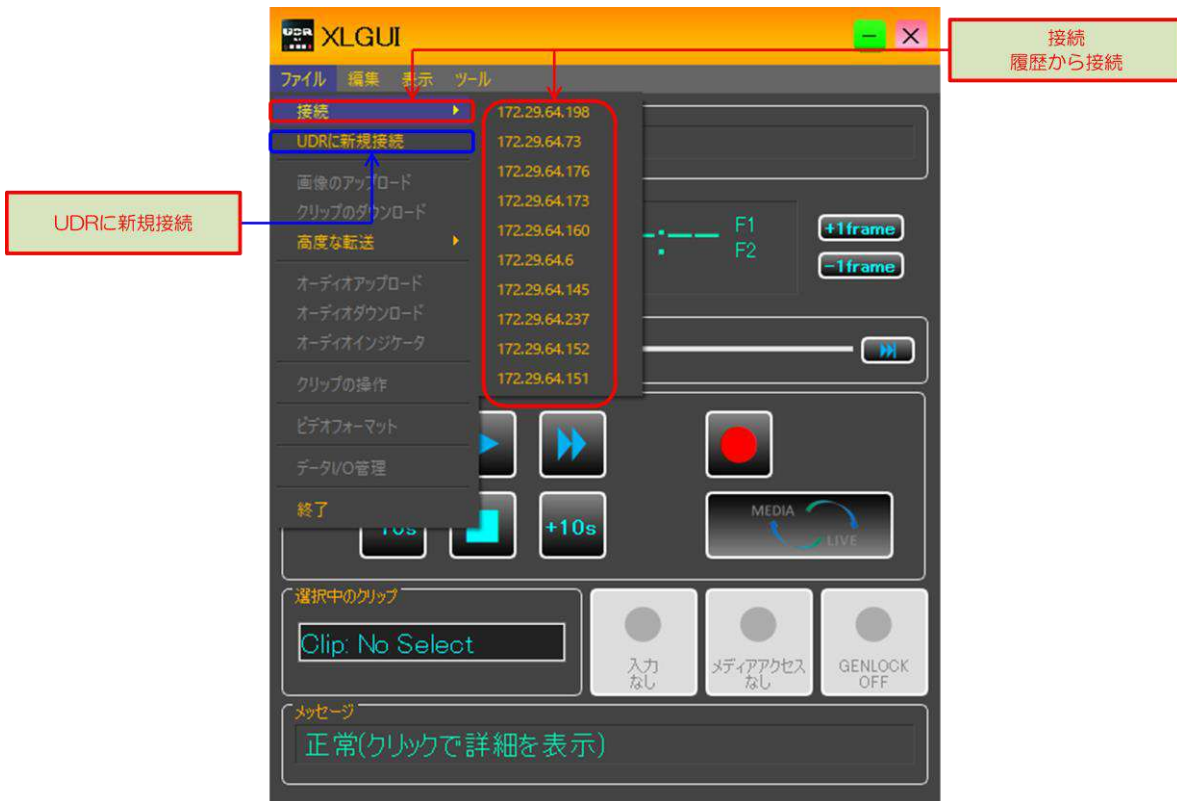 UDR
XLGUI
接続
履歴から接続
ファイル 編集 表示 ツール
接続
172.29.64.198
UDRに新規接続
172.29.64.73
172.29.64.176
画像のアップロード
172.29.64.173
クリップのダウンロード
UDRに新規接続
172.29.64.160
高度な転送
172.29.64.6
F1
F2
+1frame
-1frame
オーディオアップロード
172.29.64.145
オーディオダウンロード
172.29.64.237
オーディオインジケータ
172.29.64.152
クリップの操作
172.29.64.151
ビデオフォーマット
データI/O管理
終了
+10s
MEDIA
LIVE
選択中のクリップ
Clip: No Select
入力
なし
メディアアクセス
なし
GENLOCK
OFF
メッセージ
正常(クリックで詳細を表示)